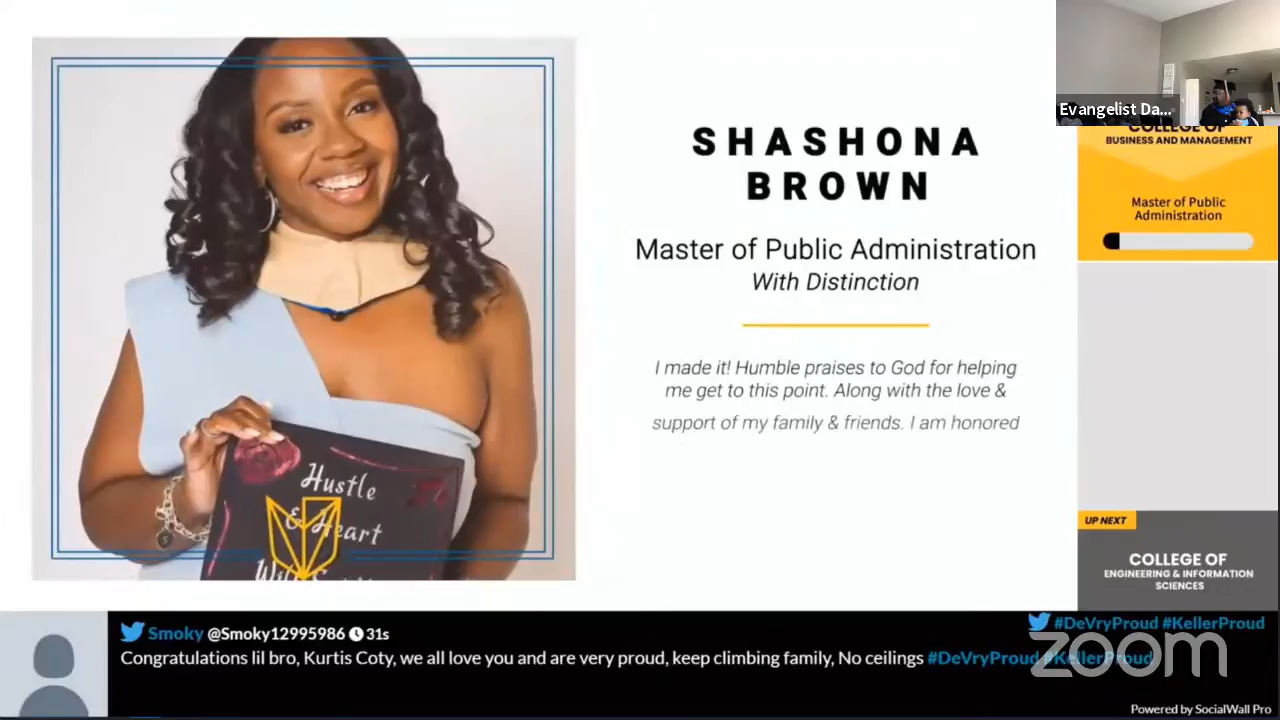 SHASHONA
BROWN
Master of Public Administration
With Distinction
I made it! Humble praises to God for helping
me get to this point. Along with the love &
support of my family & friends. I am honored
Hustle
& Heart
Evangelist Da...
COLLEGE OF
BUSINESS AND MANAGEMENT
Master of Public
Administration
UP NEXT
COLLEGE OF
ENGINEERING & INFORMATION
SCIENCES
Smoky @Smoky12995986 31s
Congratulations lil bro, Kurtis Coty, we all love you and are very proud, keep climbing family, No ceilings #DeVryProud #KellerProud
#DeVryProud #KellerProud
zoom
Powered by SocialWall Pro